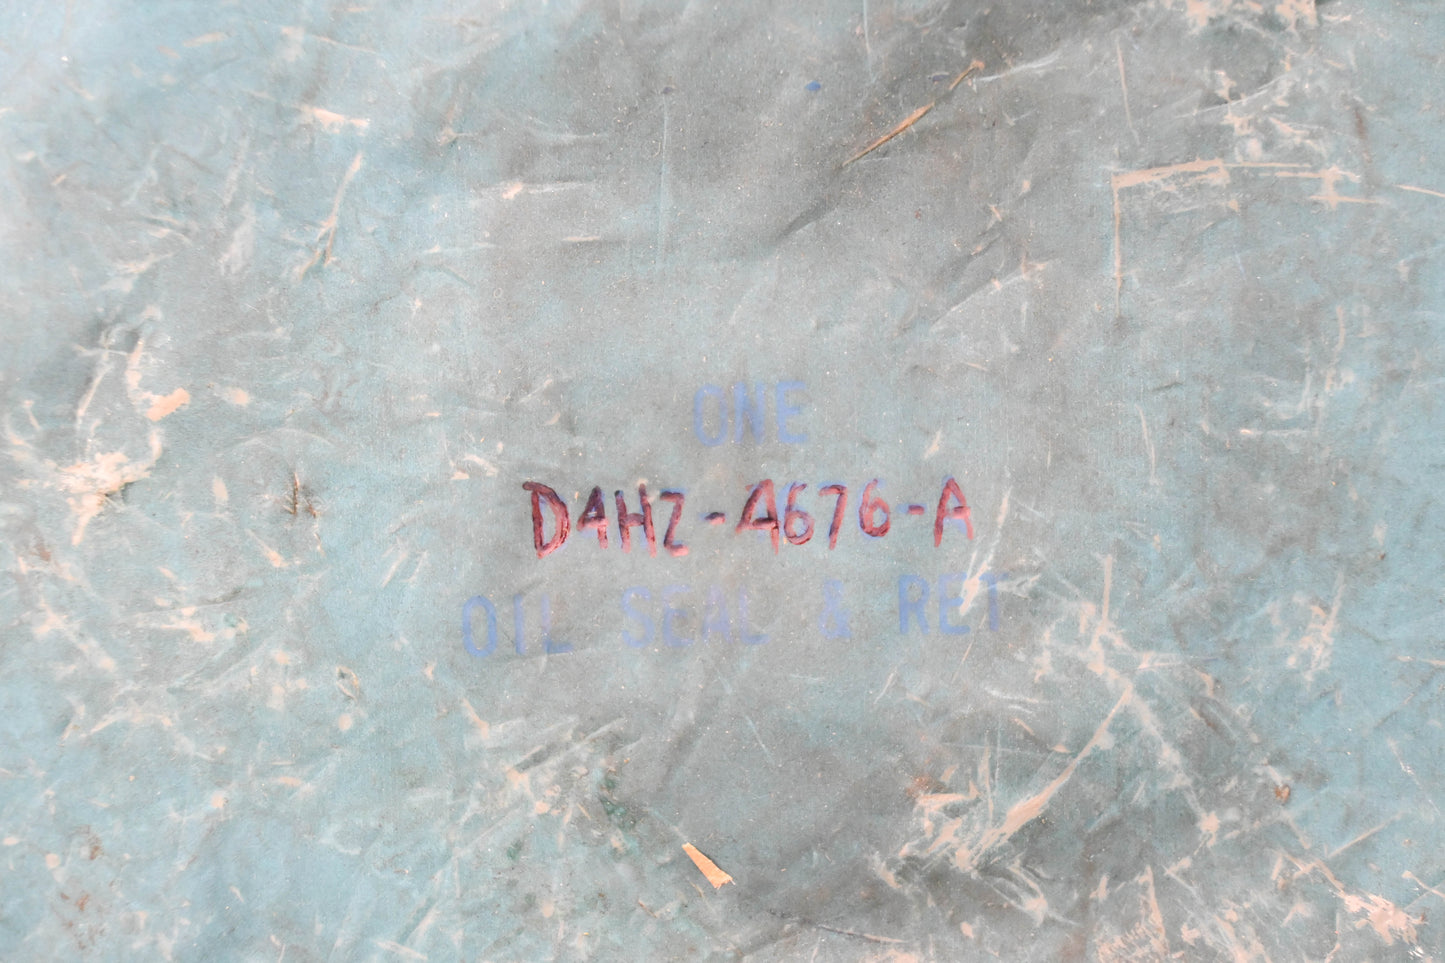 ONE
D4HZ-4676-A
OIL SEAL & RET